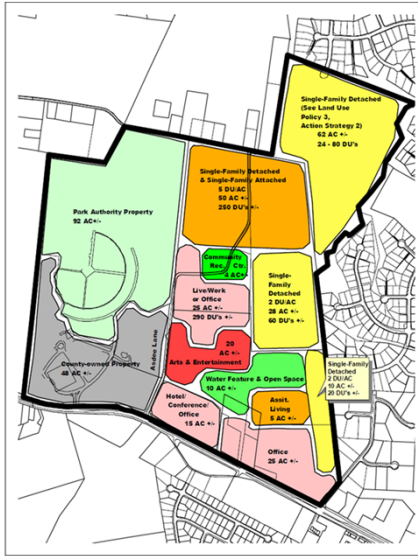 Single-Family Detached
(See Land Use
Policy 3,
Action Strategy 2)
62 AC +/-
24 - 80 DU's
Single-Family Detached
& Single-Family Attached
5 DU/AC
50 AC +/-
250 DU's +/-
Park Authority Property
92 AC+/-
Community
Rec. Ctr.
4 AC+/-
Live/Work
or Office
25 AC +/-
290 DU's +/-
Single-
Family
Detached
2 DU/AC
28 AC +/-
60 DU's +/-
Asdee Lane
20
AC +/-
Arts & Entertainment
County-owned Property
48 AC +/-
Single-Family
Detached
2 DU/AC
10 AC +/-
20 DU's +/-
Water Feature & Open Space
10 AC +/-
Hotel/
Conference/
Office
15 AC +/-
Assit.
Living
5 AC +/-
Office
25 AC +/-